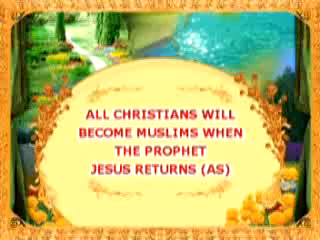 ALL CHRISTIANS WILL
BECOME MUSLIMS WHEN
THE PROPHET
JESUS RETURNS (AS)